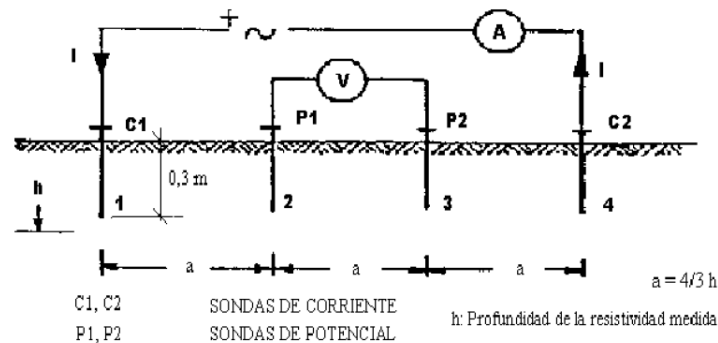 +
A
I
V
I
C1
P1
P2
C2
h
1
0,3 m
2
3
4
a
a
a
a = 4/3 h
C1, C2 SONDAS DE CORRIENTE
P1, P2 SONDAS DE POTENCIAL
h: Profundidad de la resistividad medida